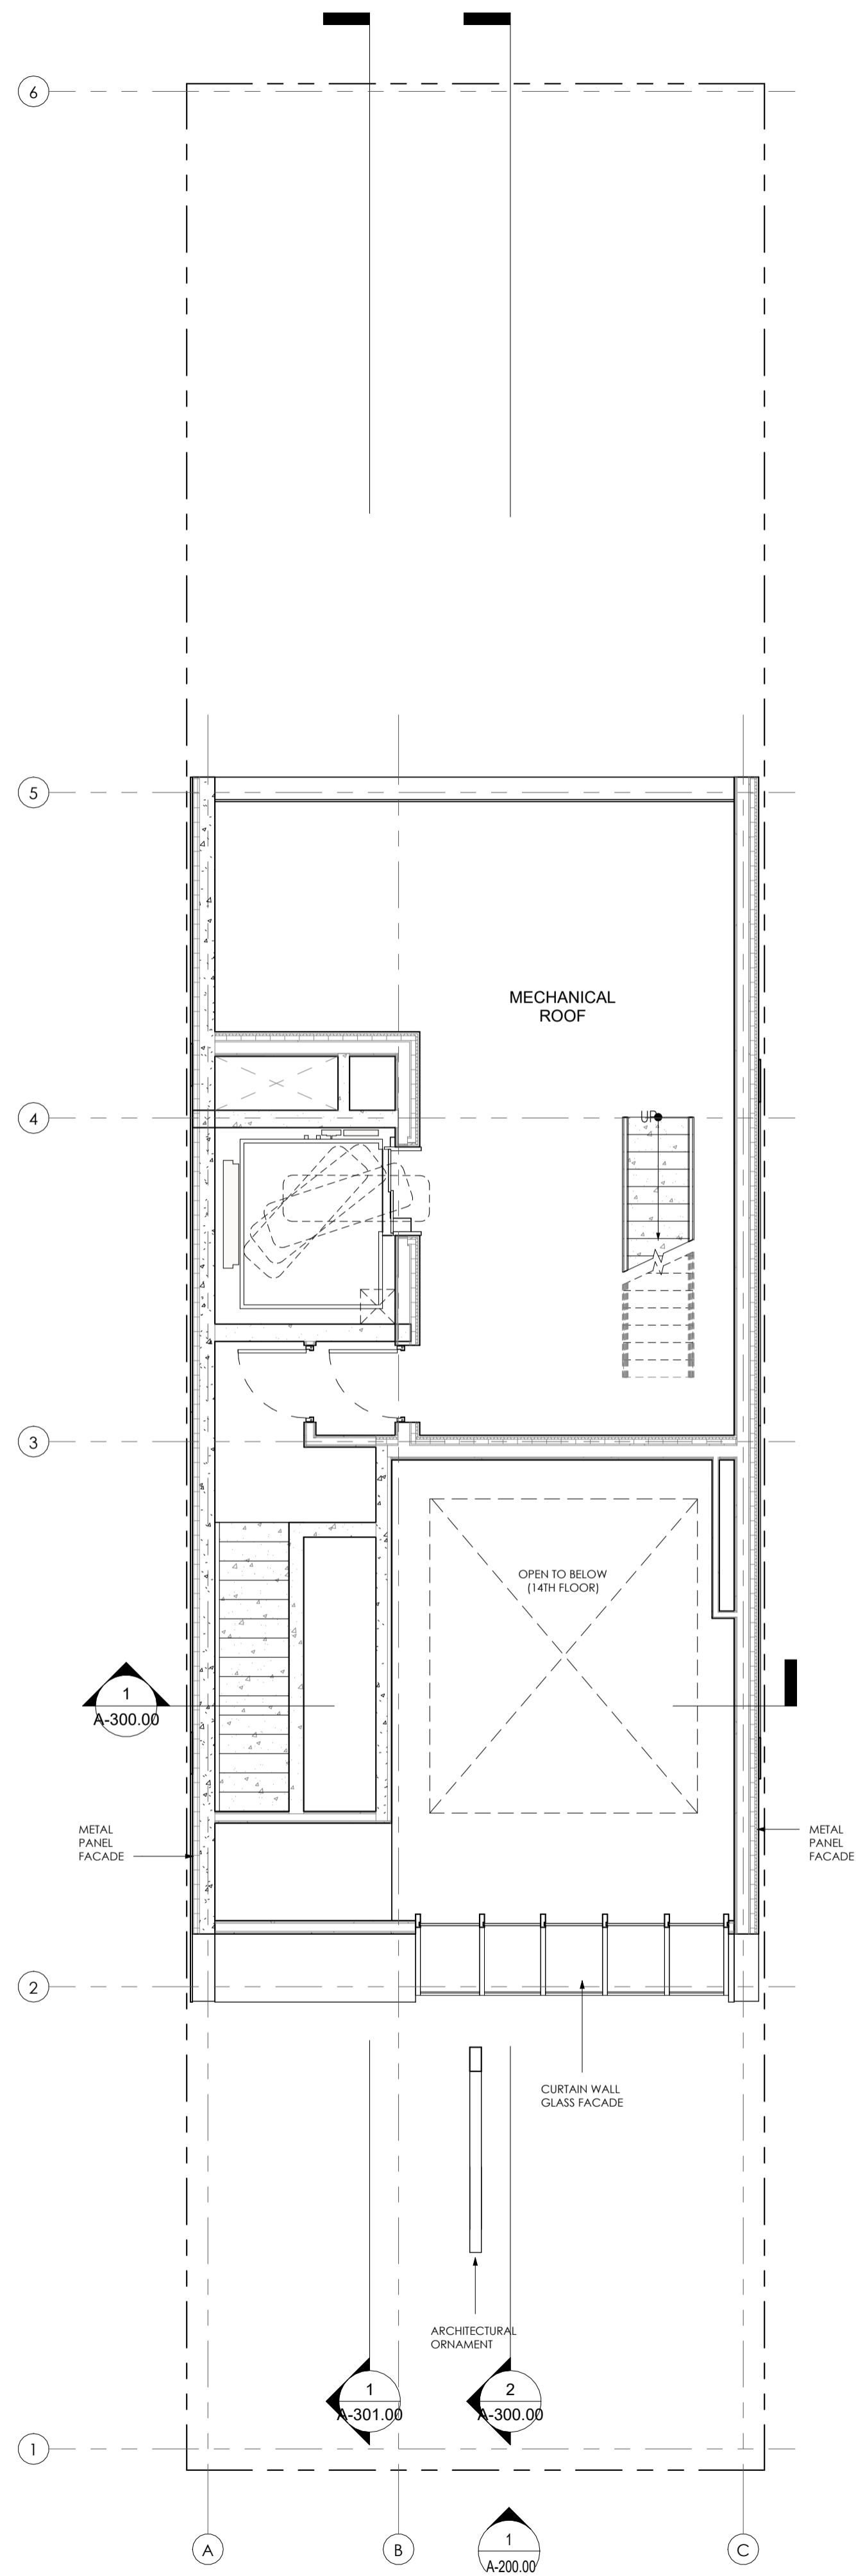 6
5
MECHANICAL
ROOF
4
UP
3
OPEN TO BELOW
(14TH FLOOR)
1
A-300.00
METAL
PANEL
FACADE
METAL
PANEL
FACADE
2
CURTAIN WALL
GLASS FACADE
ARCHITECTURAL
ORNAMENT
1
A-301.00
2
A-300.00
1
A
B
C
1
A-200.00